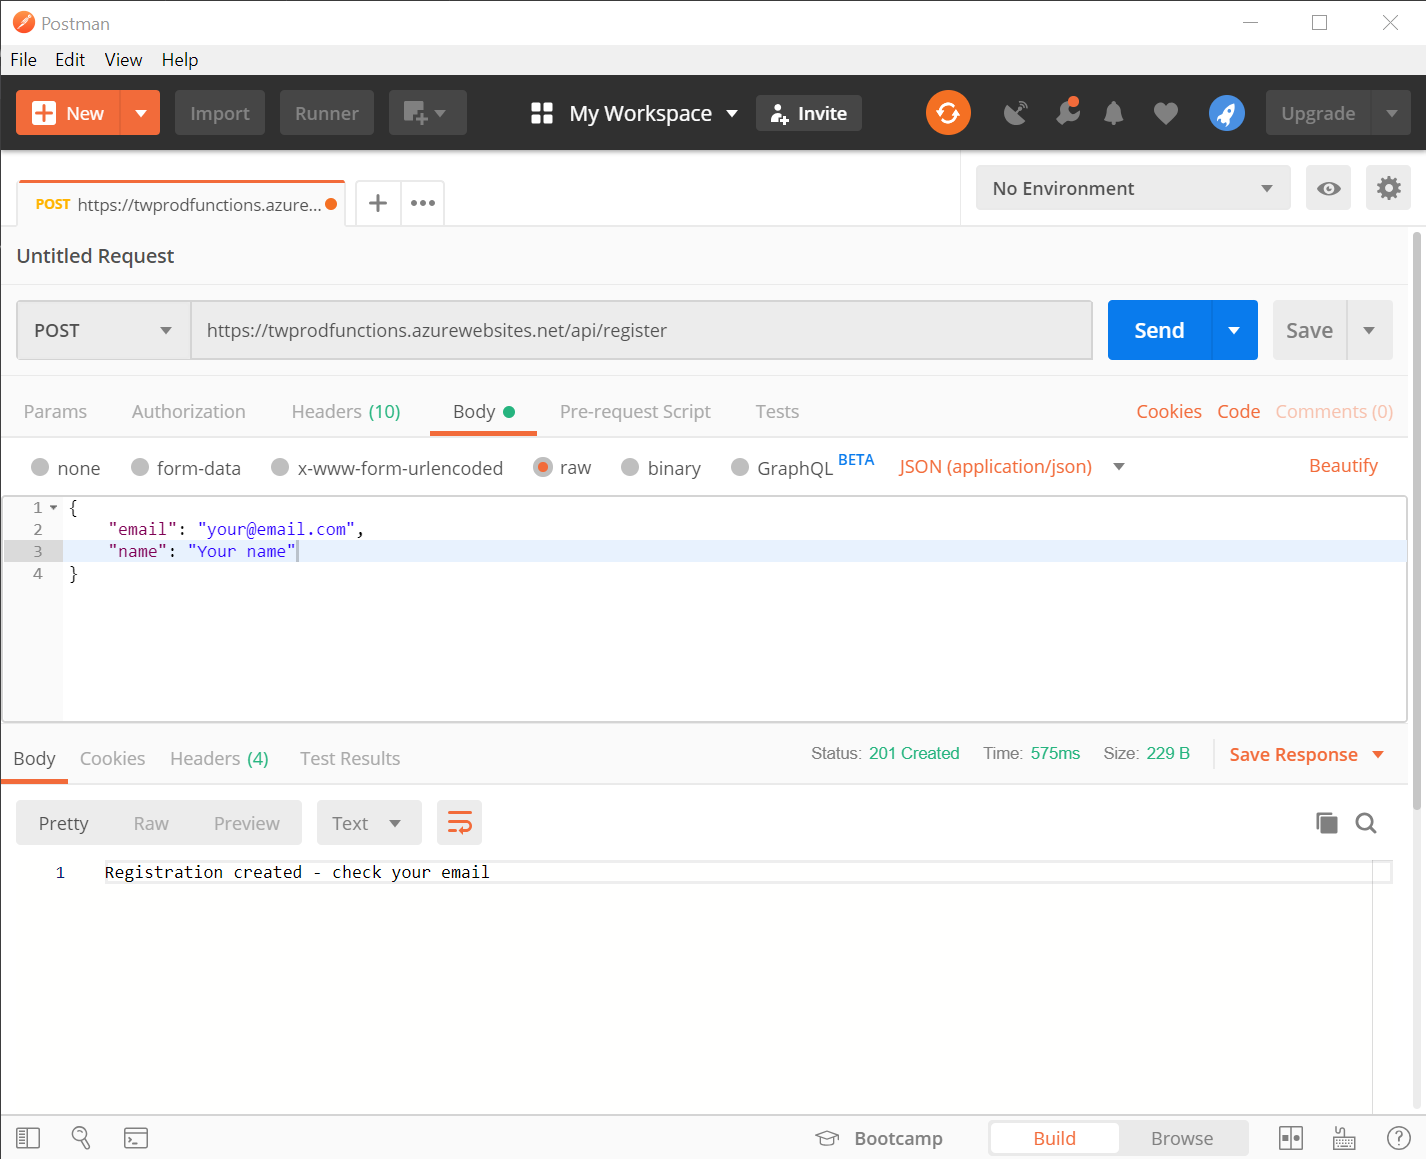 Postman
File Edit View Help
New Import Runner My Workspace Invite Upgrade
POST https://twprodfunctions.azure... No Environment
Untitled Request
POST https://twprodfunctions.azurewebsites.net/api/register Send Save
Params Authorization Headers (10) Body Pre-request Script Tests Cookies Code Comments (0)
none form-data x-www-form-urlencoded raw binary GraphQL BETA JSON (application/json) Beautify
1 {
2 "email": "your@email.com",
3 "name": "Your name"
4 }
Body Cookies Headers (4) Test Results Status: 201 Created Time: 575ms Size: 229 B Save Response
Pretty Raw Preview Text
1 Registration created - check your email
Bootcamp Build Browse